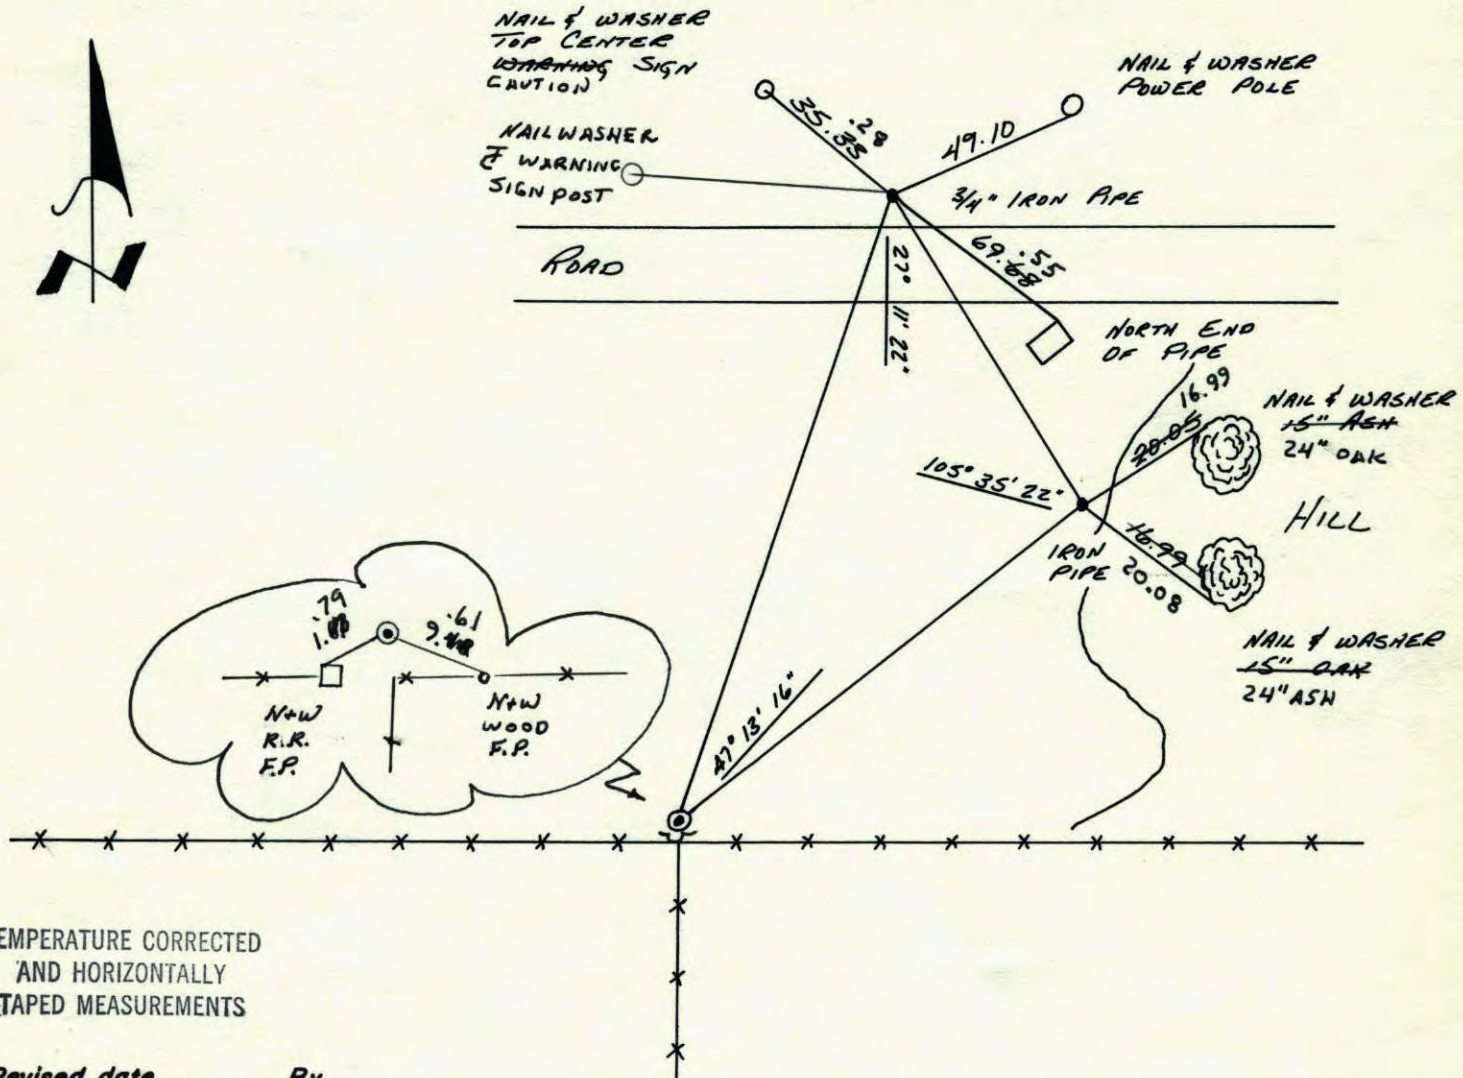 NAIL & WASHER
TOP CENTER
WARNING SIGN
CAUTION
NAIL & WASHER
POWER POLE
.28
35.33
49.10
NAIL WASHER
WARNING
SIGN POST
3/4" IRON PIPE
ROAD
.55
69.68
27° 11' 22"
NORTH END
OF PIPE
16.99
20.05
NAIL & WASHER
15" ASH
24" OAK
105° 35' 22"
HILL
IRON
PIPE
16.99
20.08
NAIL & WASHER
15" OAK
24" ASH
.79
.61
N+W
R.R.
F.P.
N+W
WOOD
F.P.
47° 13' 16"
EMPERATURE CORRECTED
AND HORIZONTALLY
TAPED MEASUREMENTS
Revised date By